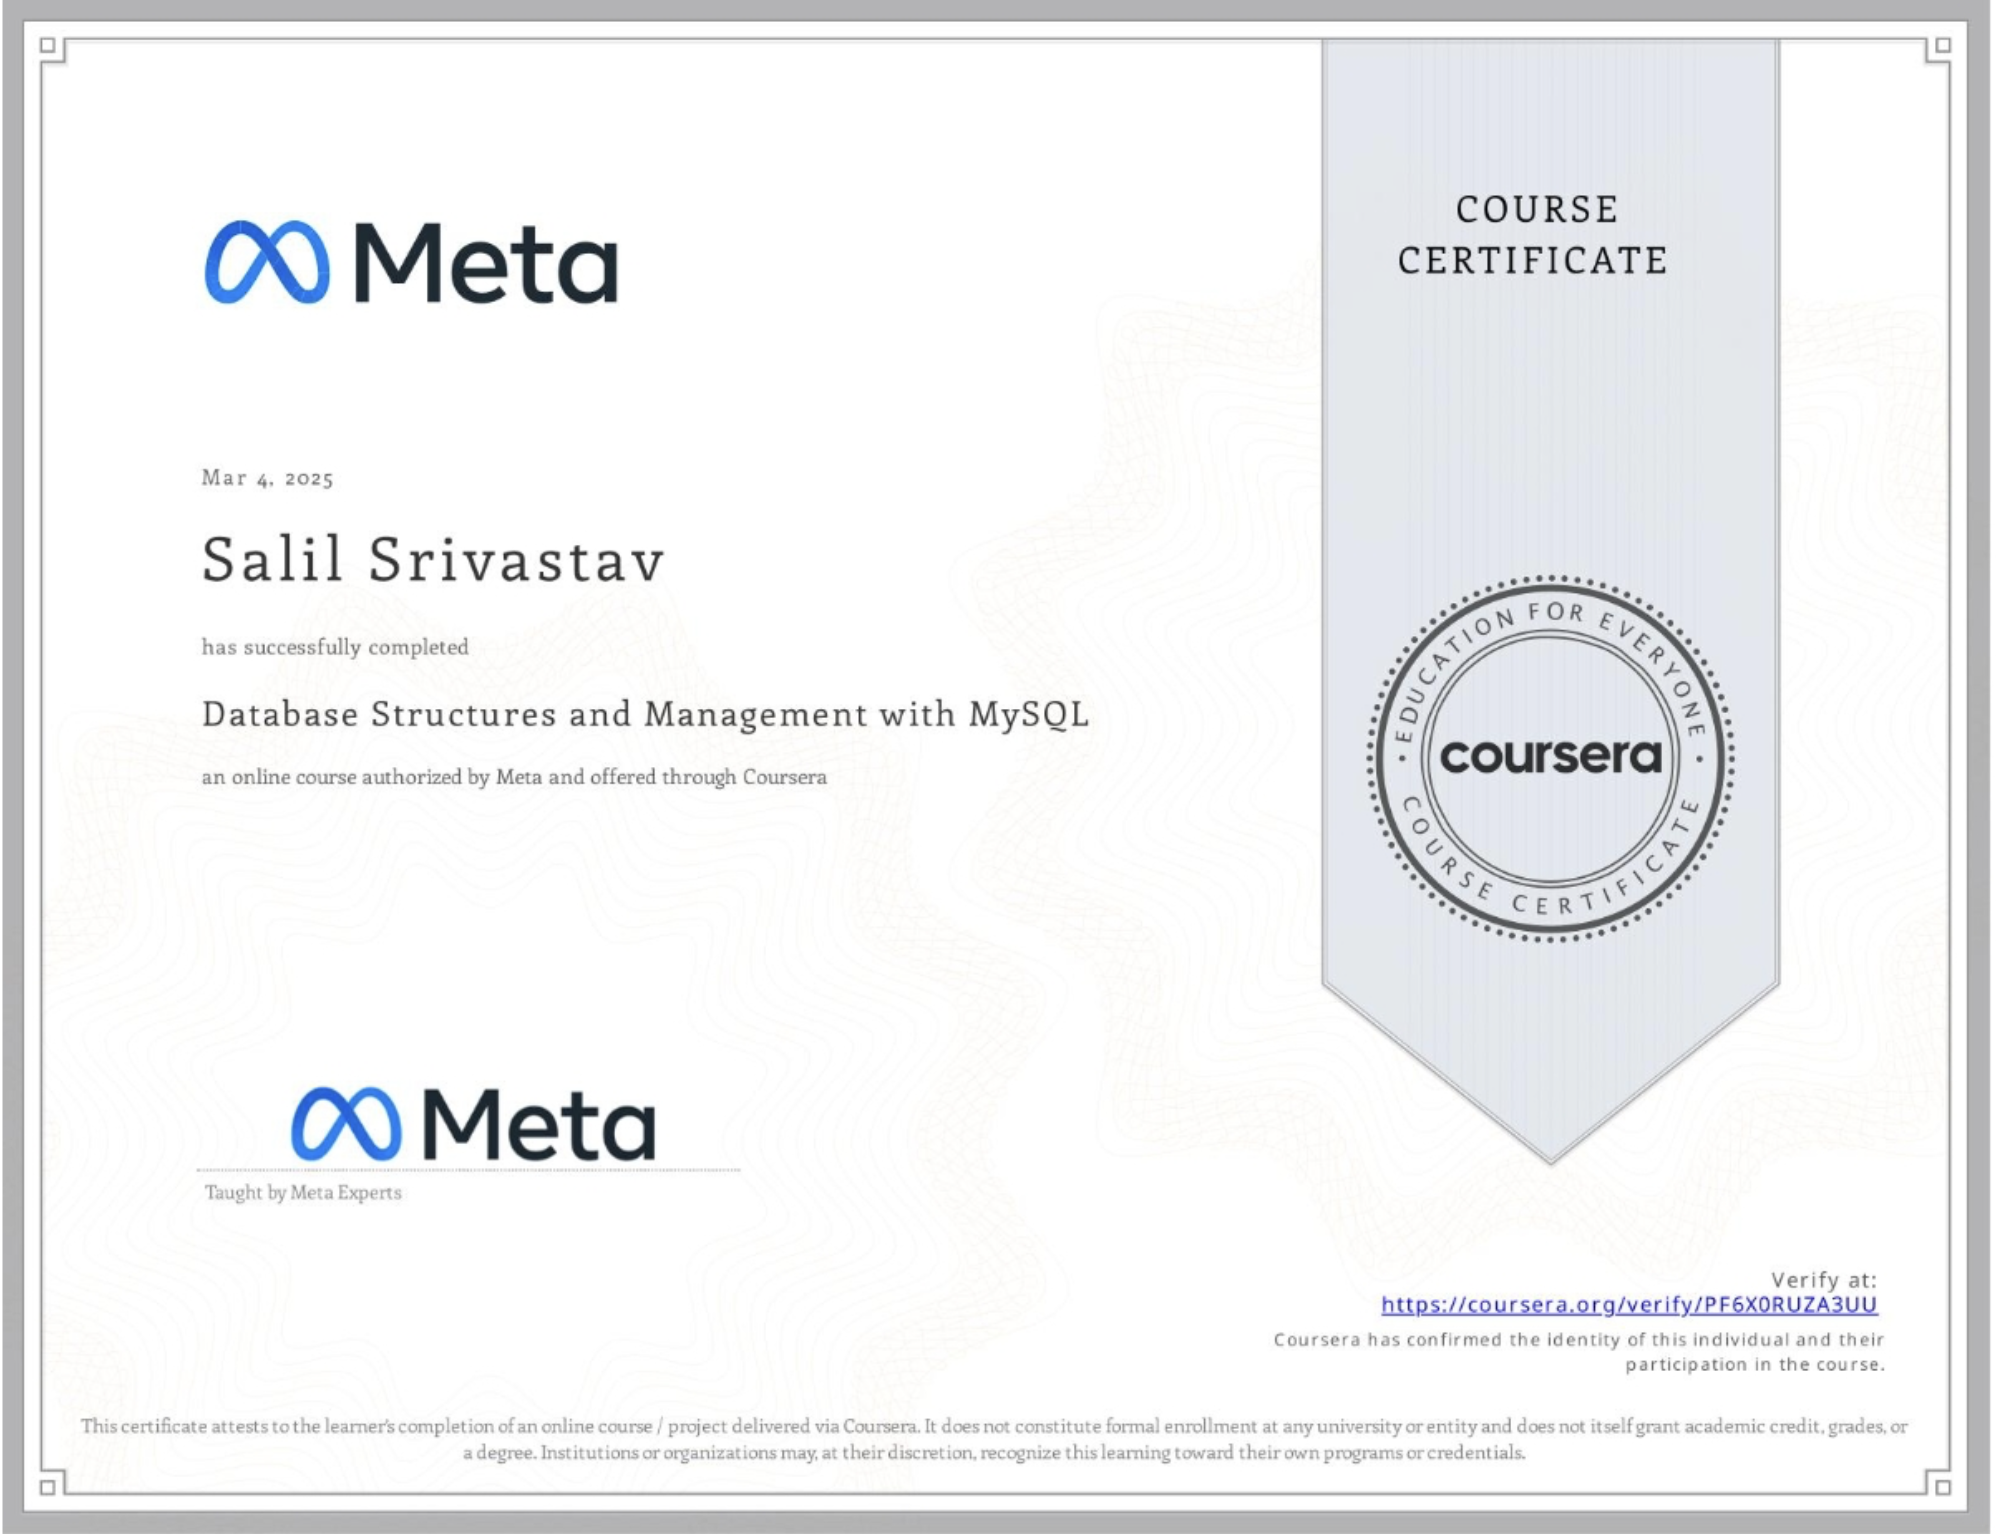 Meta
COURSE
CERTIFICATE
Mar 4, 2025
Salil Srivastav
has successfully completed
Database Structures and Management with MySQL
an online course authorized by Meta and offered through Coursera
EDUCATION FOR EVERYONE
coursera
COURSE CERTIFICATE
Meta
Taught by Meta Experts
Verify at:
https://coursera.org/verify/PF6X0RUZA3UU
Coursera has confirmed the identity of this individual and their
participation in the course.
This certificate attests to the learner's completion of an online course / project delivered via Coursera. It does not constitute formal enrollment at any university or entity and does not itself grant academic credit, grades, or
a degree. Institutions or organizations may, at their discretion, recognize this learning toward their own programs or credentials.